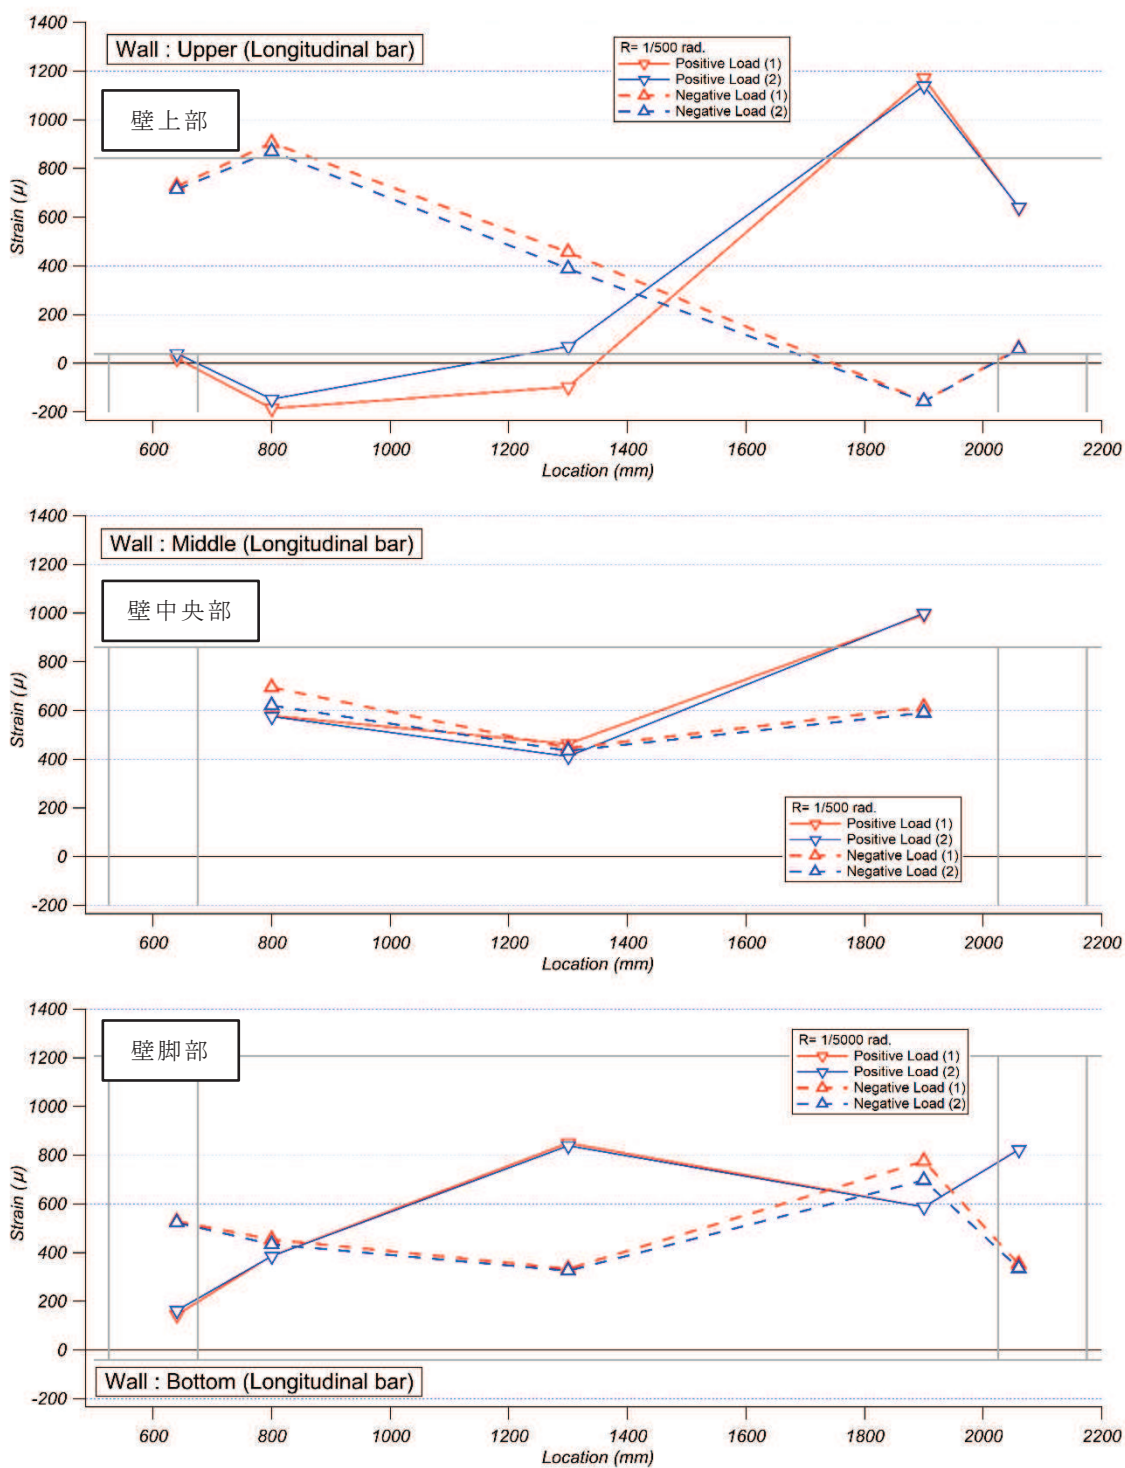 1400
Wall : Upper (Longitudinal bar)
R= 1/500 rad.
Positive Load (1)
Positive Load (2)
Negative Load (1)
Negative Load (2)
壁上部
1200
1000
800
600
400
200
0
-200
Strain (μ)
600 800 1000 1200 1400 1600 1800 2000 2200
Location (mm)
1400
Wall : Middle (Longitudinal bar)
壁中央部
1200
1000
800
600
400
200
0
-200
Strain (μ)
R= 1/500 rad.
Positive Load (1)
Positive Load (2)
Negative Load (1)
Negative Load (2)
600 800 1000 1200 1400 1600 1800 2000 2200
Location (mm)
1400
壁脚部
R= 1/5000 rad.
Positive Load (1)
Positive Load (2)
Negative Load (1)
Negative Load (2)
1200
1000
800
600
400
200
0
-200
Strain (μ)
Wall : Bottom (Longitudinal bar)
600 800 1000 1200 1400 1600 1800 2000 2200
Location (mm)